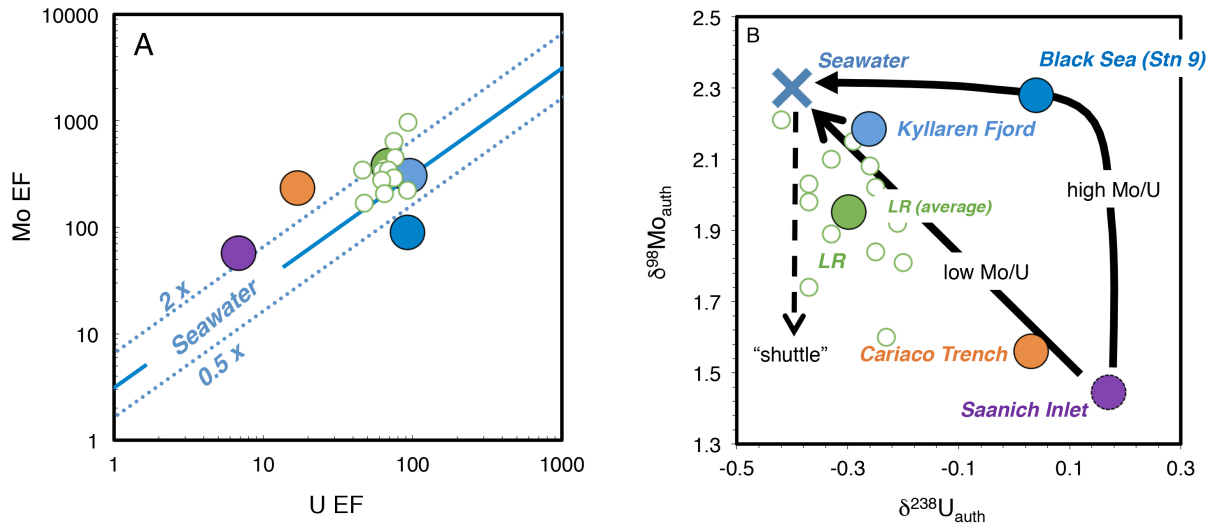 A
10000
1000
100
10
1
Mo EF
2 x
Seawater
0.5 x
1
10
100
1000
U EF
B
2.5
2.3
2.1
1.9
1.7
1.5
1.3
δ98Moauth
Seawater
Black Sea (Stn 9)
Kyllaren Fjord
high Mo/U
LR (average)
LR
low Mo/U
"shuttle"
Cariaco Trench
Saanich Inlet
-0.5
-0.3
-0.1
0.1
0.3
δ238Uauth